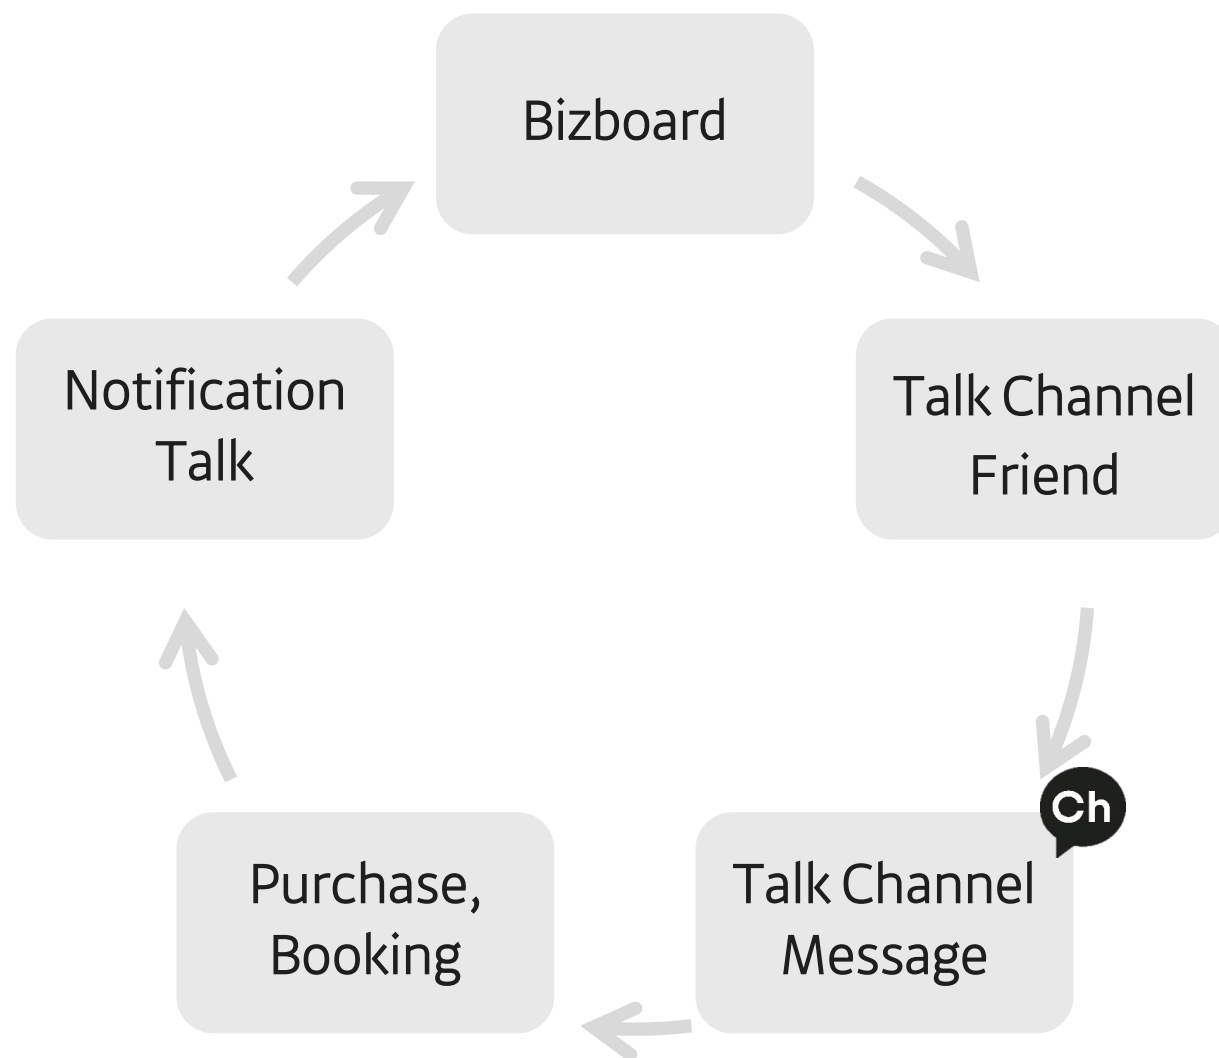 Bizboard
Notification
Talk
Talk Channel
Friend
Ch
Purchase,
Booking
Talk Channel
Message